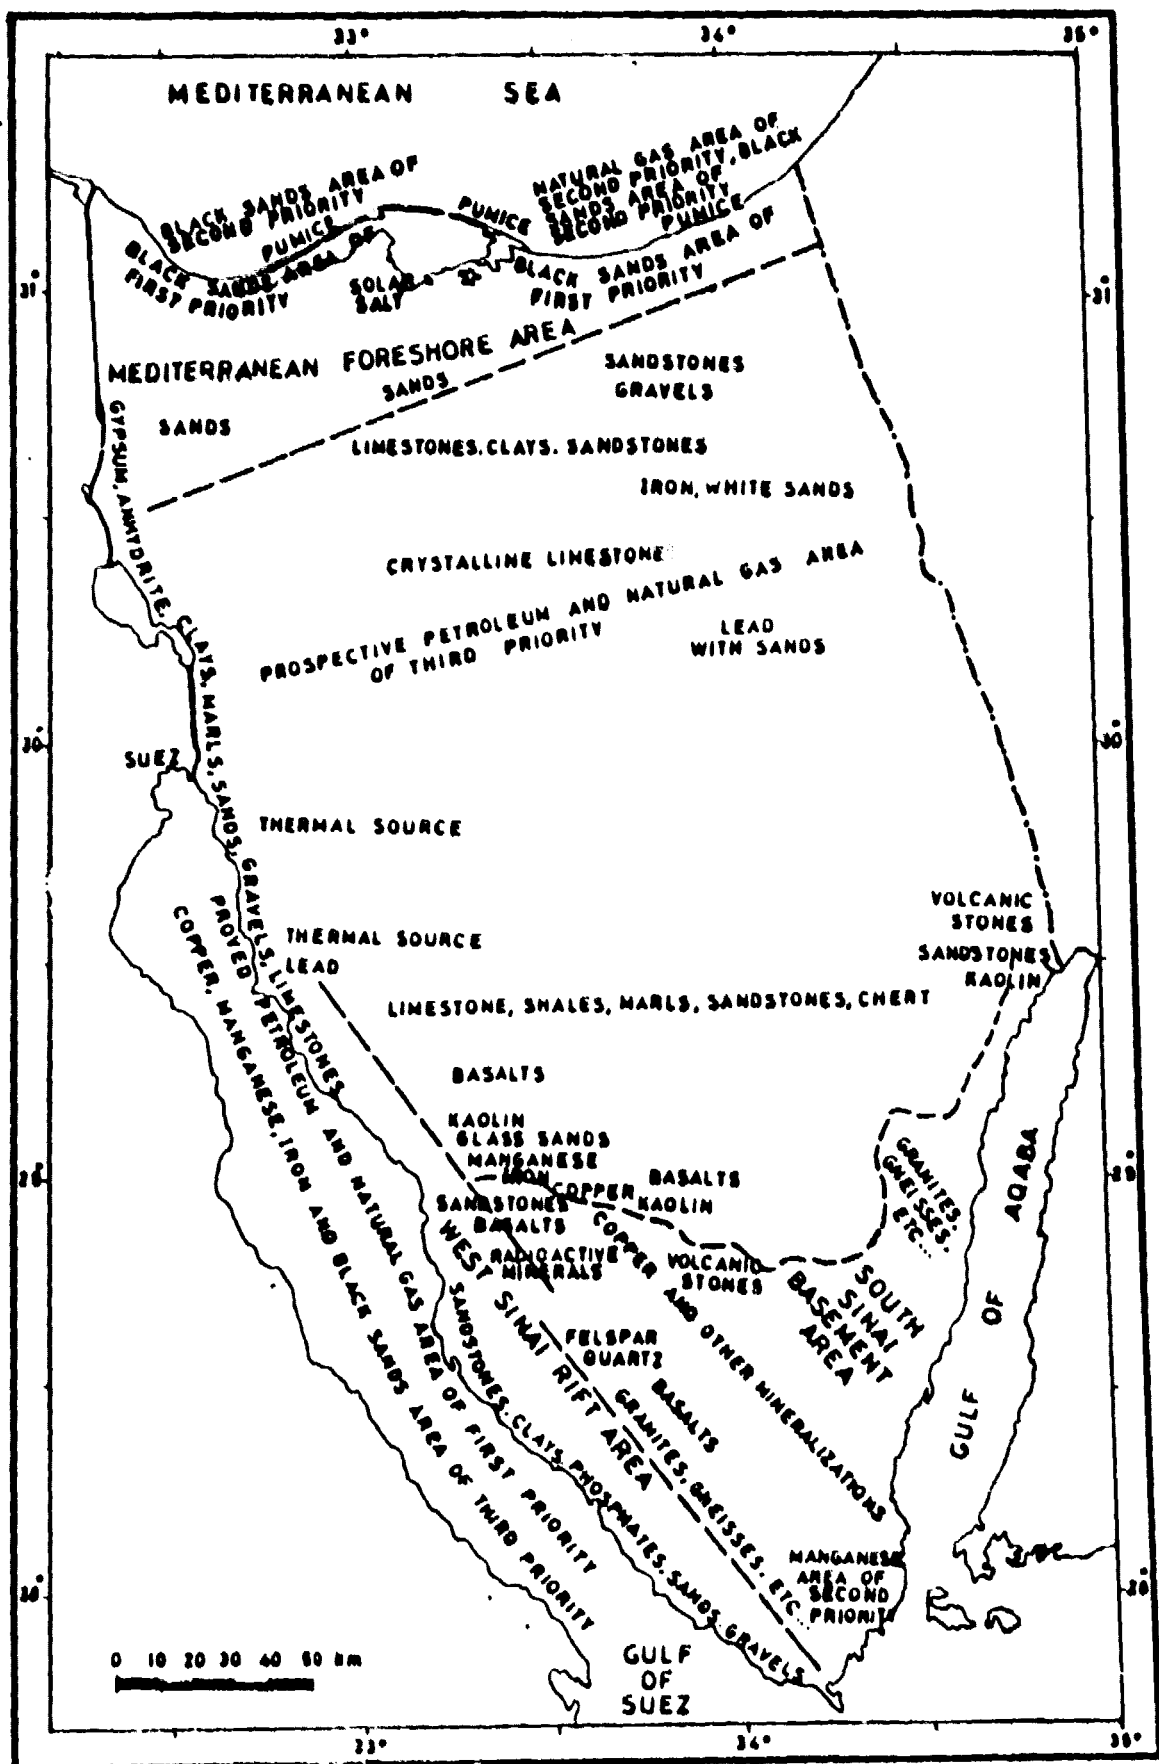 33° 34° 35°
MEDITERRANEAN SEA
BLACK SANDS AREA OF
SECOND PRIORITY
PUMICE
BLACK SANDS AREA OF
FIRST PRIORITY
PUMICE
NATURAL GAS AREA OF
SECOND PRIORITY, BLACK
SANDS AREA OF
SECOND PRIORITY
PUMICE
BLACK SANDS AREA OF
FIRST PRIORITY
SOLAR
SALT
31° 31°
MEDITERRANEAN FORESHORE AREA
SANDS
SANDS
SANDSTONES
GRAVELS
LIMESTONES, CLAYS, SANDSTONES
IRON, WHITE SANDS
CRYSTALLINE LIMESTONE
PROSPECTIVE PETROLEUM AND NATURAL GAS AREA
OF THIRD PRIORITY
LEAD
WITH SANDS
GYPSUM, ANHYDRITE, CLAYS, MARLS, SANDS, GRAVELS, LIMESTONES
30° 30°
SUEZ
THERMAL SOURCE
THERMAL SOURCE
LEAD
VOLCANIC
STONES
SANDSTONES
KAOLIN
LIMESTONE, SHALES, MARLS, SANDSTONES, CHERT
PROVED PETROLEUM AND NATURAL GAS AREA OF FIRST PRIORITY
COPPER, MANGANESE, IRON AND BLACK SANDS AREA OF THIRD PRIORITY
BASALTS
KAOLIN
GLASS SANDS
MANGANESE
IRON
COPPER
BASALTS
KAOLIN
29° 29°
SANDSTONES
BASALTS
RADIOACTIVE
MINERALS
VOLCANIC
STONES
GRANITES,
GNEISSES,
ETC...
GULF OF AQABA
COPPER AND OTHER MINERALIZATIONS
SOUTH
SINAI
BASEMENT
AREA
WEST SINAI RIFT AREA
FELSPAR
QUARTZ
BASALTS
GRANITES, GNEISSES, ETC...
SANDSTONES, CLAYS, PHOSPHATES, SANDS, GRAVELS
MANGANESE
AREA OF
SECOND
PRIORITY
28° 28°
0 10 20 30 40 50 km
GULF
OF
SUEZ
33° 34° 35°